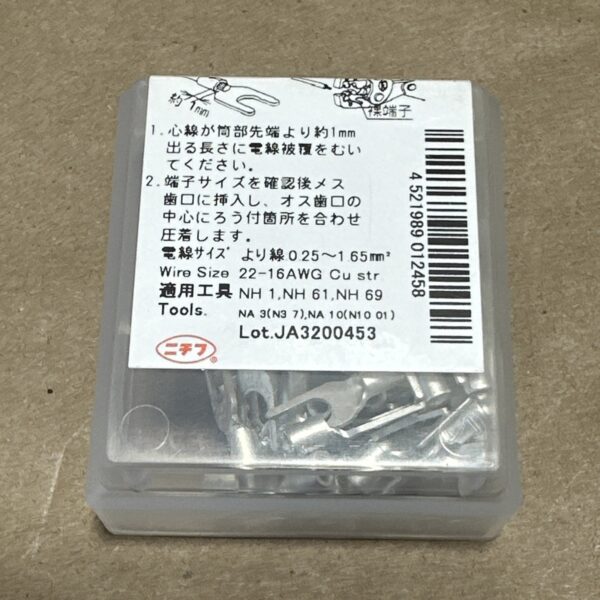 約1mm
裸端子
1. 心線が筒部先端より約1mm
出る長さに電線被覆をむい
てください。
2. 端子サイズを確認後メス
歯口に挿入し、オス歯口の
中心にろう付箇所を合わせ
圧着します。
電線サイズ より線 0.25～1.65mm²
Wire Size 22-16AWG Cu str
適用工具 NH 1,NH 61,NH 69
Tools. NA 3(N3 7),NA 10(N10 01)
Lot.JA3200453
ニチフ®
4 521989 012458